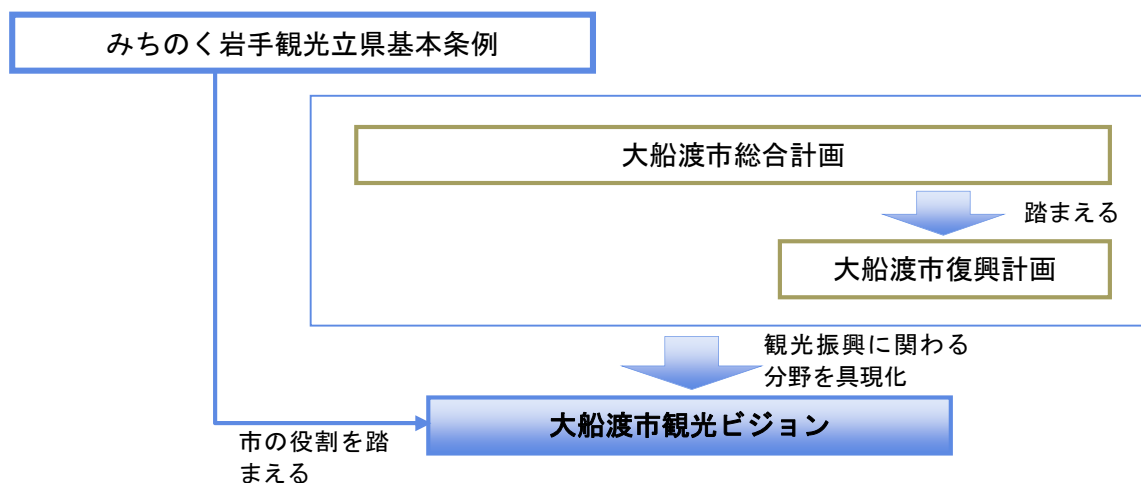 みちのく岩手観光立県基本条例
大船渡市総合計画
踏まえる
大船渡市復興計画
観光振興に関わる
分野を具現化
大船渡市観光ビジョン
市の役割を踏
まえる